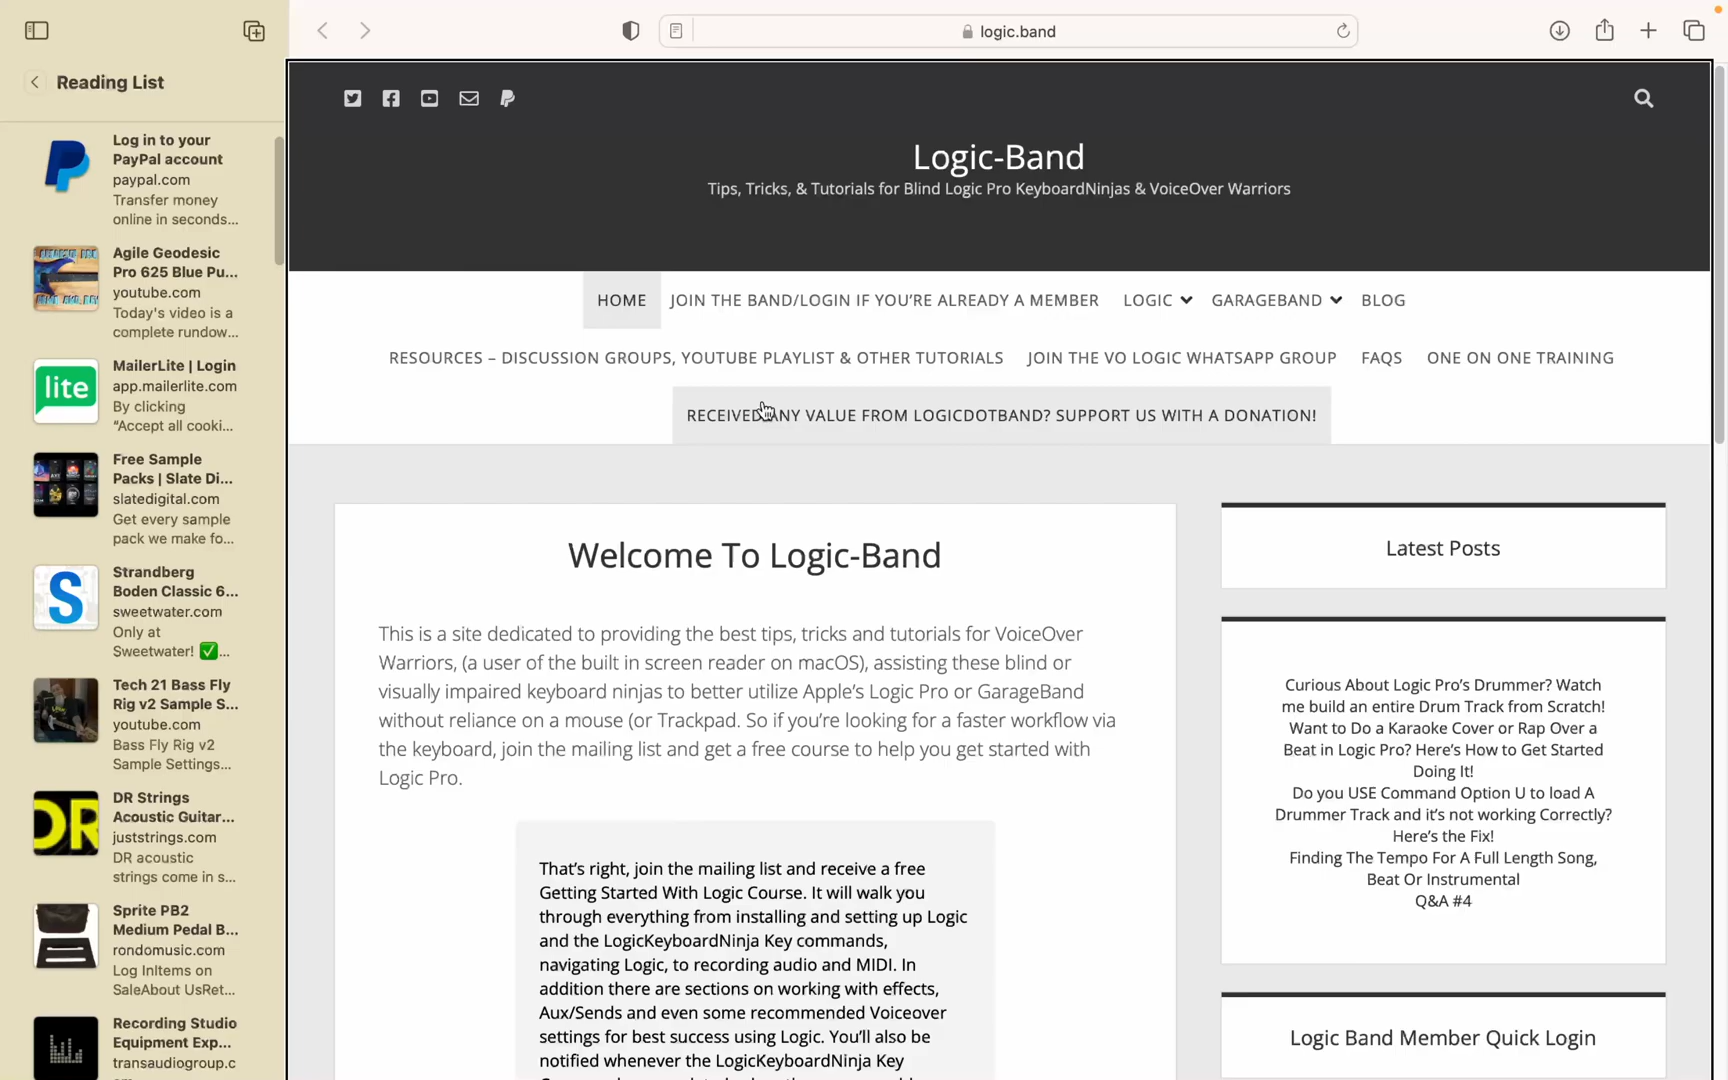 logic.band
Reading List
Log in to your
PayPal account
paypal.com
Transfer money
online in seconds...
Agile Geodesic
Pro 625 Blue Pu...
youtube.com
Today's video is a
complete rundow...
lite
MailerLite | Login
app.mailerlite.com
By clicking
“Accept all cooki...
Free Sample
Packs | Slate Di...
slatedigital.com
Get every sample
pack we make fo...
S
Strandberg
Boden Classic 6...
sweetwater.com
Only at
Sweetwater! ✅...
Tech 21 Bass Fly
Rig v2 Sample S...
youtube.com
Bass Fly Rig v2
Sample Settings...
DR
DR Strings
Acoustic Guitar...
juststrings.com
DR acoustic
strings come in s...
Sprite PB2
Medium Pedal B...
rondomusic.com
Log InItems on
SaleAbout UsRet...
Recording Studio
Equipment Exp...
transaudiogroup.c
Logic-Band
Tips, Tricks, & Tutorials for Blind Logic Pro KeyboardNinjas & VoiceOver Warriors
HOME JOIN THE BAND/LOGIN IF YOU’RE ALREADY A MEMBER LOGIC GARAGEBAND BLOG
RESOURCES – DISCUSSION GROUPS, YOUTUBE PLAYLIST & OTHER TUTORIALS JOIN THE VO LOGIC WHATSAPP GROUP FAQS ONE ON ONE TRAINING
RECEIVED ANY VALUE FROM LOGICDOTBAND? SUPPORT US WITH A DONATION!
Welcome To Logic-Band
This is a site dedicated to providing the best tips, tricks and tutorials for VoiceOver
Warriors, (a user of the built in screen reader on macOS), assisting these blind or
visually impaired keyboard ninjas to better utilize Apple’s Logic Pro or GarageBand
without reliance on a mouse (or Trackpad. So if you’re looking for a faster workflow via
the keyboard, join the mailing list and get a free course to help you get started with
Logic Pro.
That’s right, join the mailing list and receive a free
Getting Started With Logic Course. It will walk you
through everything from installing and setting up Logic
and the LogicKeyboardNinja Key commands,
navigating Logic, to recording audio and MIDI. In
addition there are sections on working with effects,
Aux/Sends and even some recommended Voiceover
settings for best success using Logic. You’ll also be
notified whenever the LogicKeyboardNinja Key
Latest Posts
Curious About Logic Pro’s Drummer? Watch
me build an entire Drum Track from Scratch!
Want to Do a Karaoke Cover or Rap Over a
Beat in Logic Pro? Here’s How to Get Started
Doing It!
Do you USE Command Option U to load A
Drummer Track and it’s not working Correctly?
Here’s the Fix!
Finding The Tempo For A Full Length Song,
Beat Or Instrumental
Q&A #4
Logic Band Member Quick Login